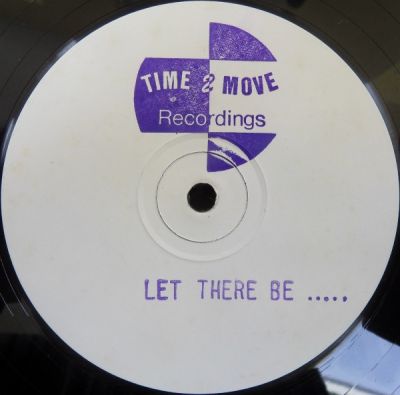 TIME 2 MOVE
Recordings
LET THERE BE .....